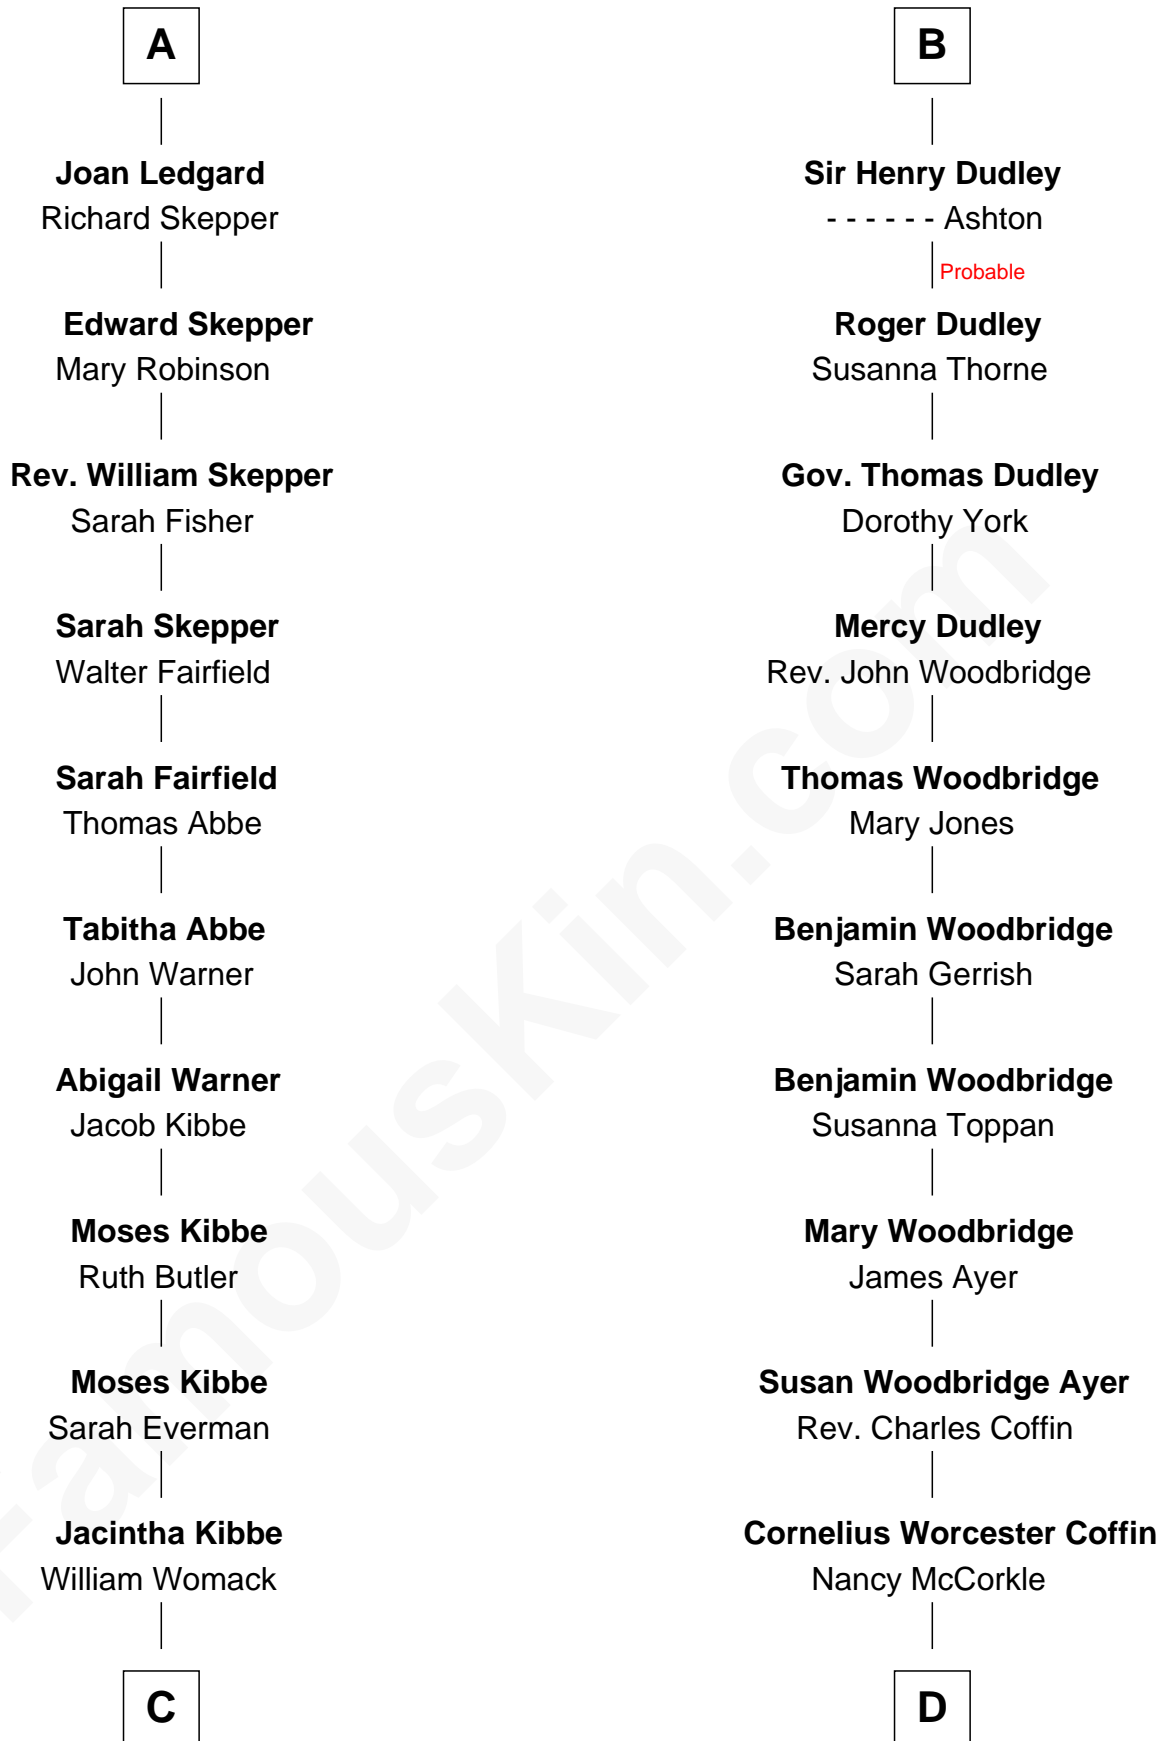 A
Joan Ledgard
Richard Skepper
Edward Skepper
Mary Robinson
Rev. William Skepper
Sarah Fisher
Sarah Skepper
Walter Fairfield
Sarah Fairfield
Thomas Abbe
Tabitha Abbe
John Warner
Abigail Warner
Jacob Kibbe
Moses Kibbe
Ruth Butler
Moses Kibbe
Sarah Everman
Jacintha Kibbe
William Womack
C
B
Sir Henry Dudley
- - - - - - Ashton
Probable
Roger Dudley
Susanna Thorne
Gov. Thomas Dudley
Dorothy York
Mercy Dudley
Rev. John Woodbridge
Thomas Woodbridge
Mary Jones
Benjamin Woodbridge
Sarah Gerrish
Benjamin Woodbridge
Susanna Toppan
Mary Woodbridge
James Ayer
Susan Woodbridge Ayer
Rev. Charles Coffin
Cornelius Worcester Coffin
Nancy McCorkle
D
FamousKin.com